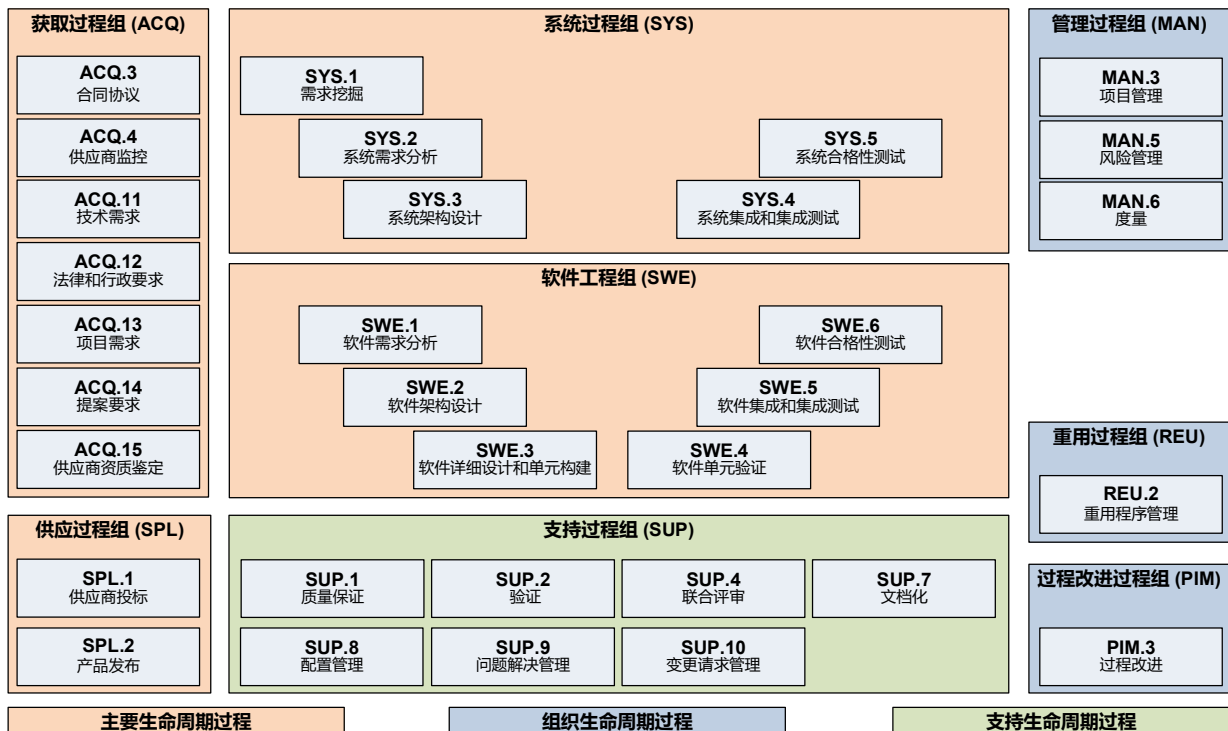 获取过程组 (ACQ)
ACQ.3
合同协议
ACQ.4
供应商监控
ACQ.11
技术需求
ACQ.12
法律和行政要求
ACQ.13
项目需求
ACQ.14
提案要求
ACQ.15
供应商资质鉴定
系统过程组 (SYS)
SYS.1
需求挖掘
SYS.2
系统需求分析
SYS.3
系统架构设计
SYS.5
系统合格性测试
SYS.4
系统集成和集成测试
管理过程组 (MAN)
MAN.3
项目管理
MAN.5
风险管理
MAN.6
度量
软件工程组 (SWE)
SWE.1
软件需求分析
SWE.2
软件架构设计
SWE.3
软件详细设计和单元构建
SWE.6
软件合格性测试
SWE.5
软件集成和集成测试
SWE.4
软件单元验证
重用过程组 (REU)
REU.2
重用程序管理
供应过程组 (SPL)
SPL.1
供应商投标
SPL.2
产品发布
支持过程组 (SUP)
SUP.1
质量保证
SUP.2
验证
SUP.4
联合评审
SUP.7
文档化
SUP.8
配置管理
SUP.9
问题解决管理
SUP.10
变更请求管理
过程改进过程组 (PIM)
PIM.3
过程改进
主要生命周期过程
组织生命周期过程
支持生命周期过程